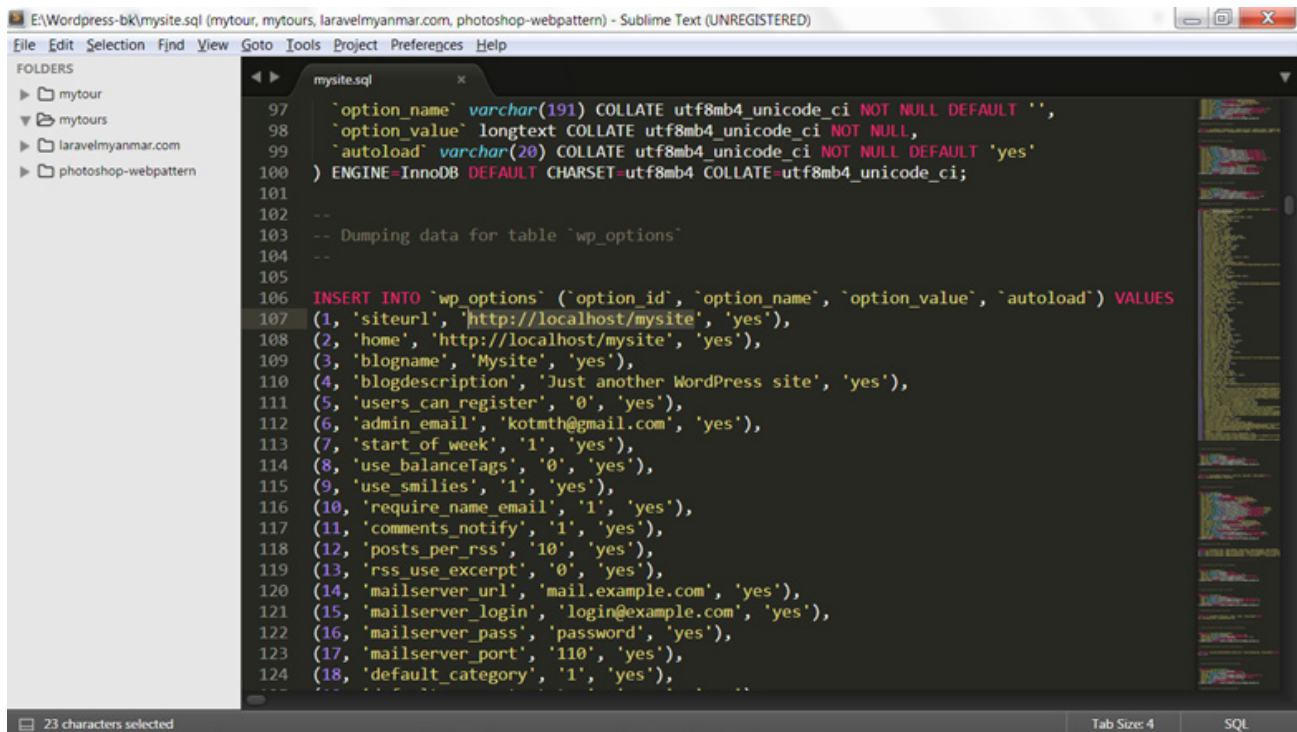 E:\Wordpress-bk\mysite.sql (mytour, mytours, laravelmyanmar.com, photoshop-webpattern) - Sublime Text (UNREGISTERED)
File Edit Selection Find View Goto Tools Project Preferences Help
FOLDERS
mytour
mytours
laravelmyanmar.com
photoshop-webpattern
mysite.sql
97 `option_name` varchar(191) COLLATE utf8mb4_unicode_ci NOT NULL DEFAULT '',
98 `option_value` longtext COLLATE utf8mb4_unicode_ci NOT NULL,
99 `autoload` varchar(20) COLLATE utf8mb4_unicode_ci NOT NULL DEFAULT 'yes'
100 ) ENGINE=InnoDB DEFAULT CHARSET=utf8mb4 COLLATE=utf8mb4_unicode_ci;
101
102 --
103 -- Dumping data for table `wp_options`
104 --
105
106 INSERT INTO `wp_options` (`option_id`, `option_name`, `option_value`, `autoload`) VALUES
107 (1, 'siteurl', 'http://localhost/mysite', 'yes'),
108 (2, 'home', 'http://localhost/mysite', 'yes'),
109 (3, 'blogname', 'Mysite', 'yes'),
110 (4, 'blogdescription', 'Just another WordPress site', 'yes'),
111 (5, 'users_can_register', '0', 'yes'),
112 (6, 'admin_email', 'kotmth@gmail.com', 'yes'),
113 (7, 'start_of_week', '1', 'yes'),
114 (8, 'use_balanceTags', '0', 'yes'),
115 (9, 'use_smilies', '1', 'yes'),
116 (10, 'require_name_email', '1', 'yes'),
117 (11, 'comments_notify', '1', 'yes'),
118 (12, 'posts_per_rss', '10', 'yes'),
119 (13, 'rss_use_excerpt', '0', 'yes'),
120 (14, 'mailserver_url', 'mail.example.com', 'yes'),
121 (15, 'mailserver_login', 'login@example.com', 'yes'),
122 (16, 'mailserver_pass', 'password', 'yes'),
123 (17, 'mailserver_port', '110', 'yes'),
124 (18, 'default_category', '1', 'yes'),
23 characters selected
Tab Size: 4
SQL